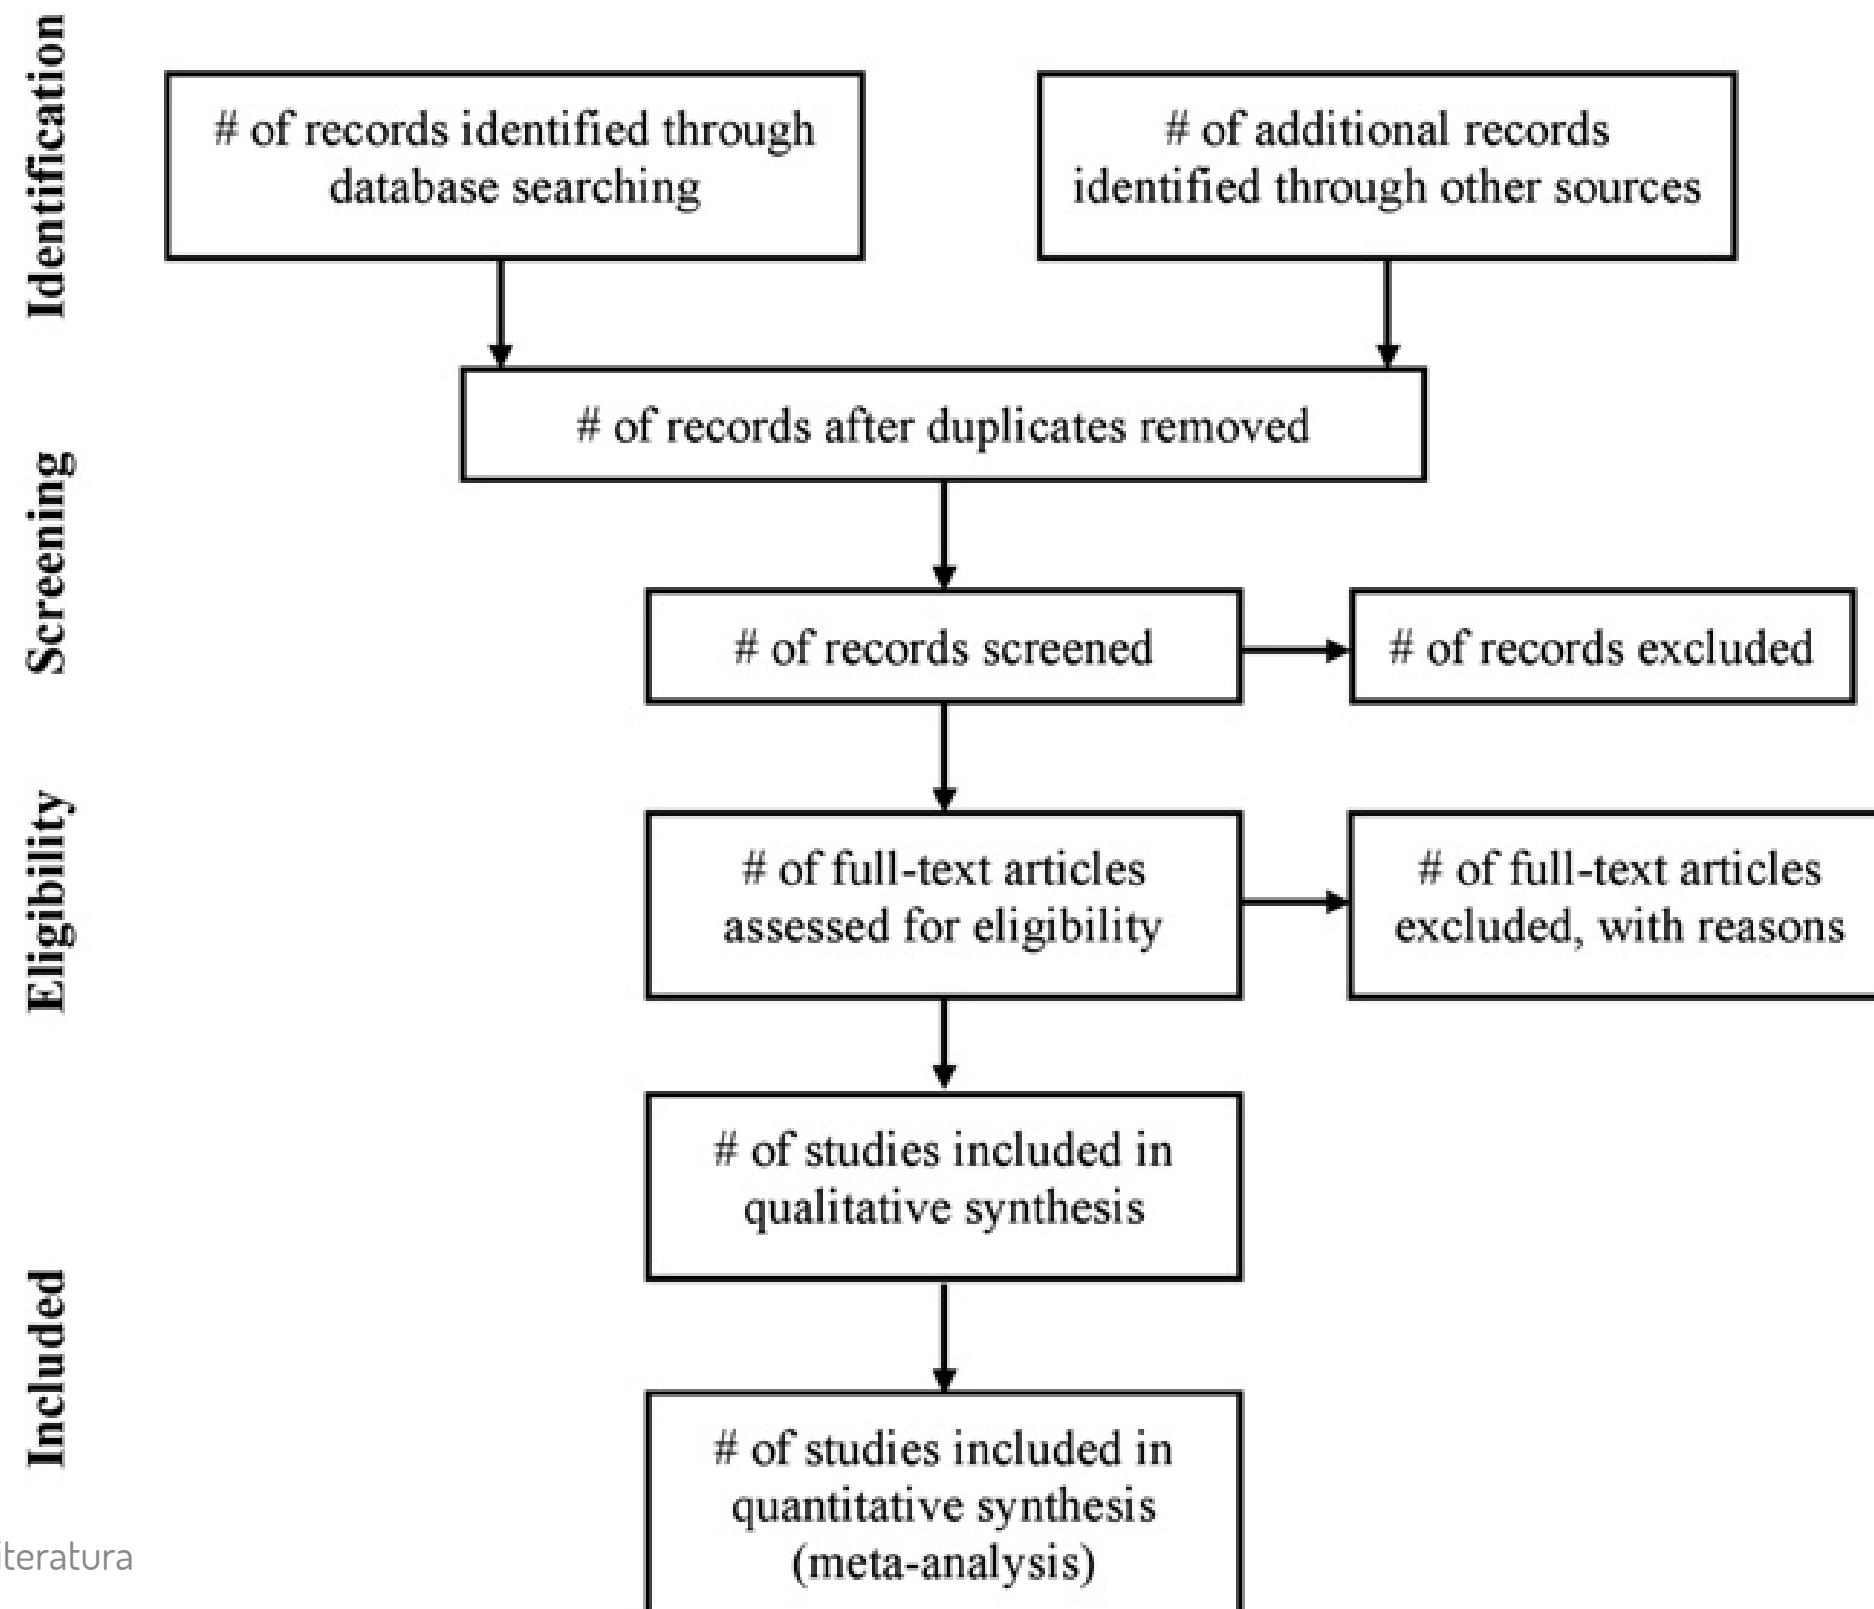 Identification
# of records identified through
database searching
# of additional records
identified through other sources
# of records after duplicates removed
Screening
# of records screened
# of records excluded
Eligibility
# of full-text articles
assessed for eligibility
# of full-text articles
excluded, with reasons
# of studies included in
qualitative synthesis
Included
# of studies included in
quantitative synthesis
(meta-analysis)
iteratura